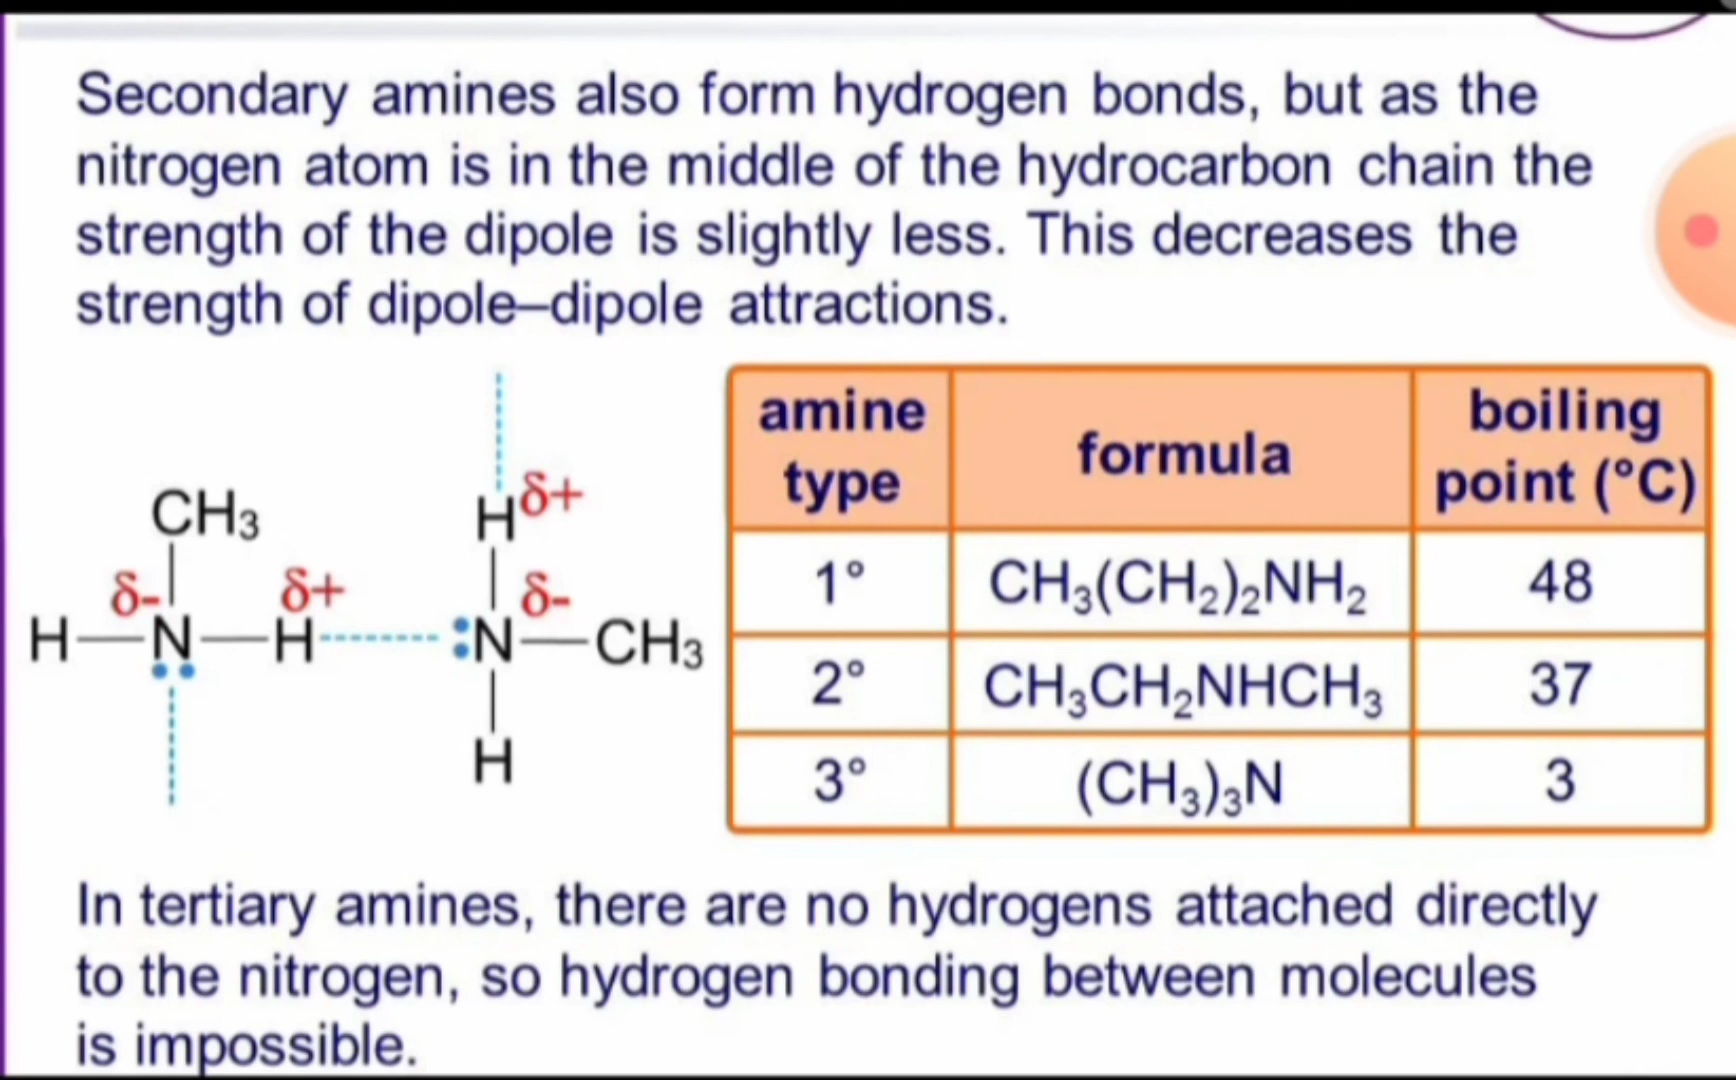 Secondary amines also form hydrogen bonds, but as the
nitrogen atom is in the middle of the hydrocarbon chain the
strength of the dipole is slightly less. This decreases the
strength of dipole–dipole attractions.
CH₃
δ-
δ+
H—N—H
Hδ+
δ-
:N—CH₃
H
amine type | formula | boiling point (°C)
1° | CH₃(CH₂)₂NH₂ | 48
2° | CH₃CH₂NHCH₃ | 37
3° | (CH₃)₃N | 3
In tertiary amines, there are no hydrogens attached directly
to the nitrogen, so hydrogen bonding between molecules
is impossible.